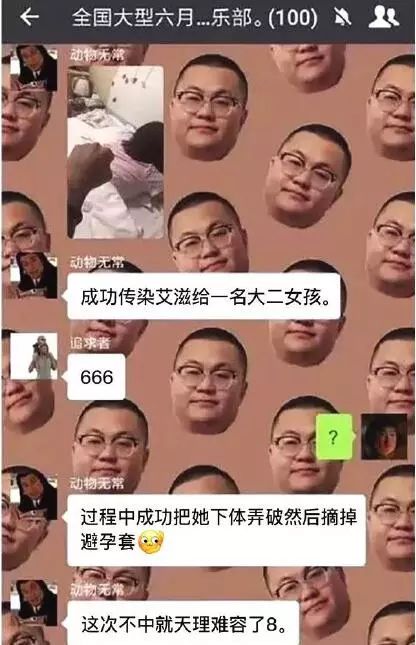 全国大型六月...乐部。(100)
动物无常
动物无常
成功传染艾滋给一名大二女孩。
追求者
666
?
动物无常
过程中成功把她下体弄破然后摘掉
避孕套
动物无常
这次不中就天理难容了8。